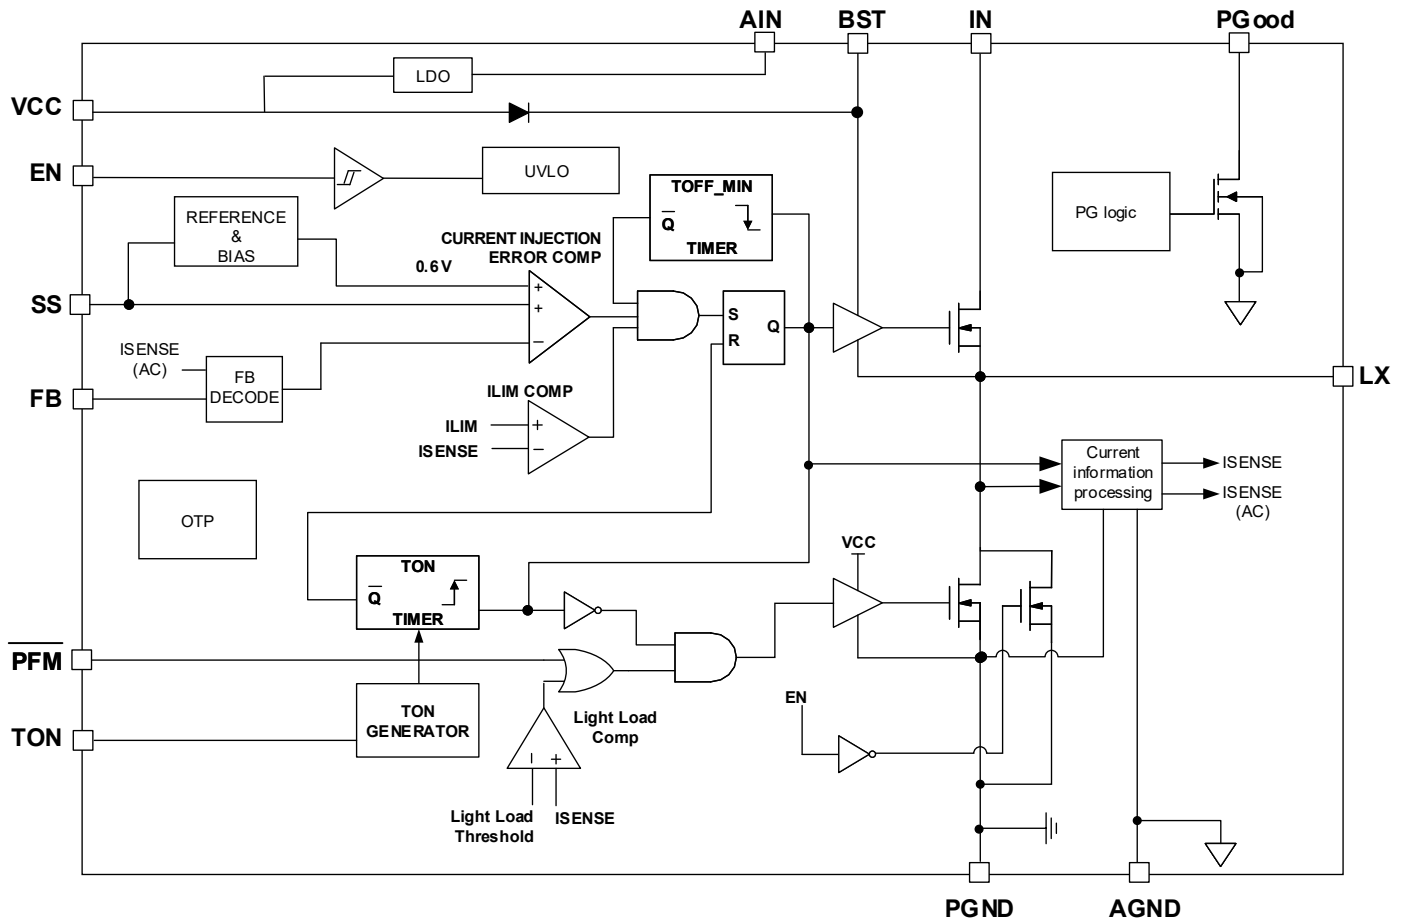 AIN
BST
IN
PGood
LDO
VCC
EN
UVLO
TOFF_MIN
Q̅
TIMER
PG logic
REFERENCE
&
BIAS
CURRENT INJECTION
ERROR COMP
0.6V
+
+
−
SS
S
R
Q
ISENSE
(AC)
FB
DECODE
FB
LX
ILIM COMP
ILIM
+
ISENSE
−
Current
information
processing
ISENSE
ISENSE
(AC)
OTP
VCC
TON
Q̅
TIMER
P̅F̅M̅
TON
GENERATOR
TON
Light Load
Comp
− +
EN
Light Load
Threshold
ISENSE
PGND
AGND